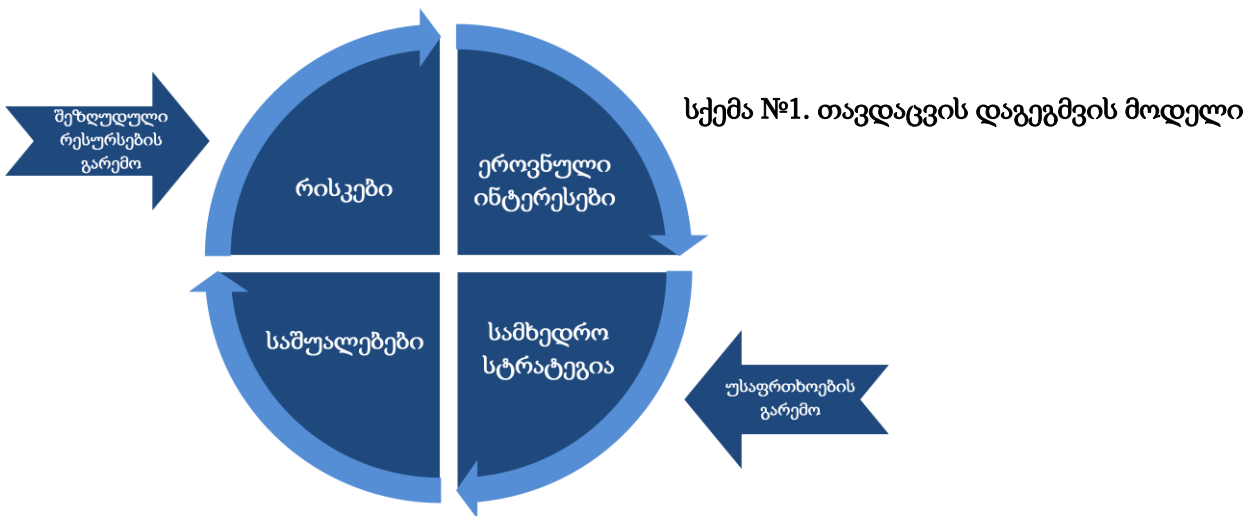 სქემა №1. თავდაცვის დაგეგმვის მოდელი
შეზღუდული
რესურსების
გარემო
რისკები
ეროვნული
ინტერესები
საშუალებები
სამხედრო
სტრატეგია
უსაფრთხოების
გარემო